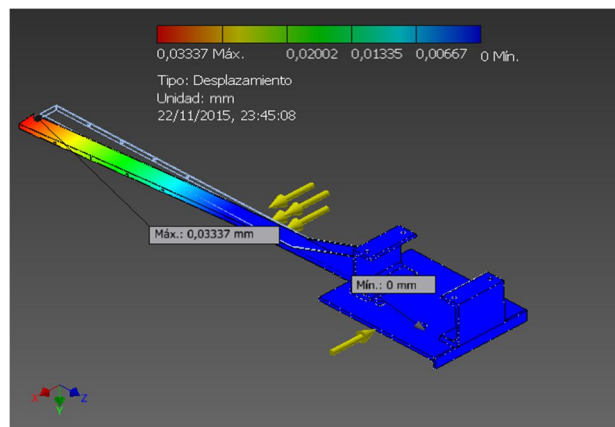 0,03337 Máx. 0,02002 0,01335 0,00667 0 Mín.
Tipo: Desplazamiento
Unidad: mm
22/11/2015, 23:45:08
Máx.: 0,03337 mm
Mín.: 0 mm
X Y Z